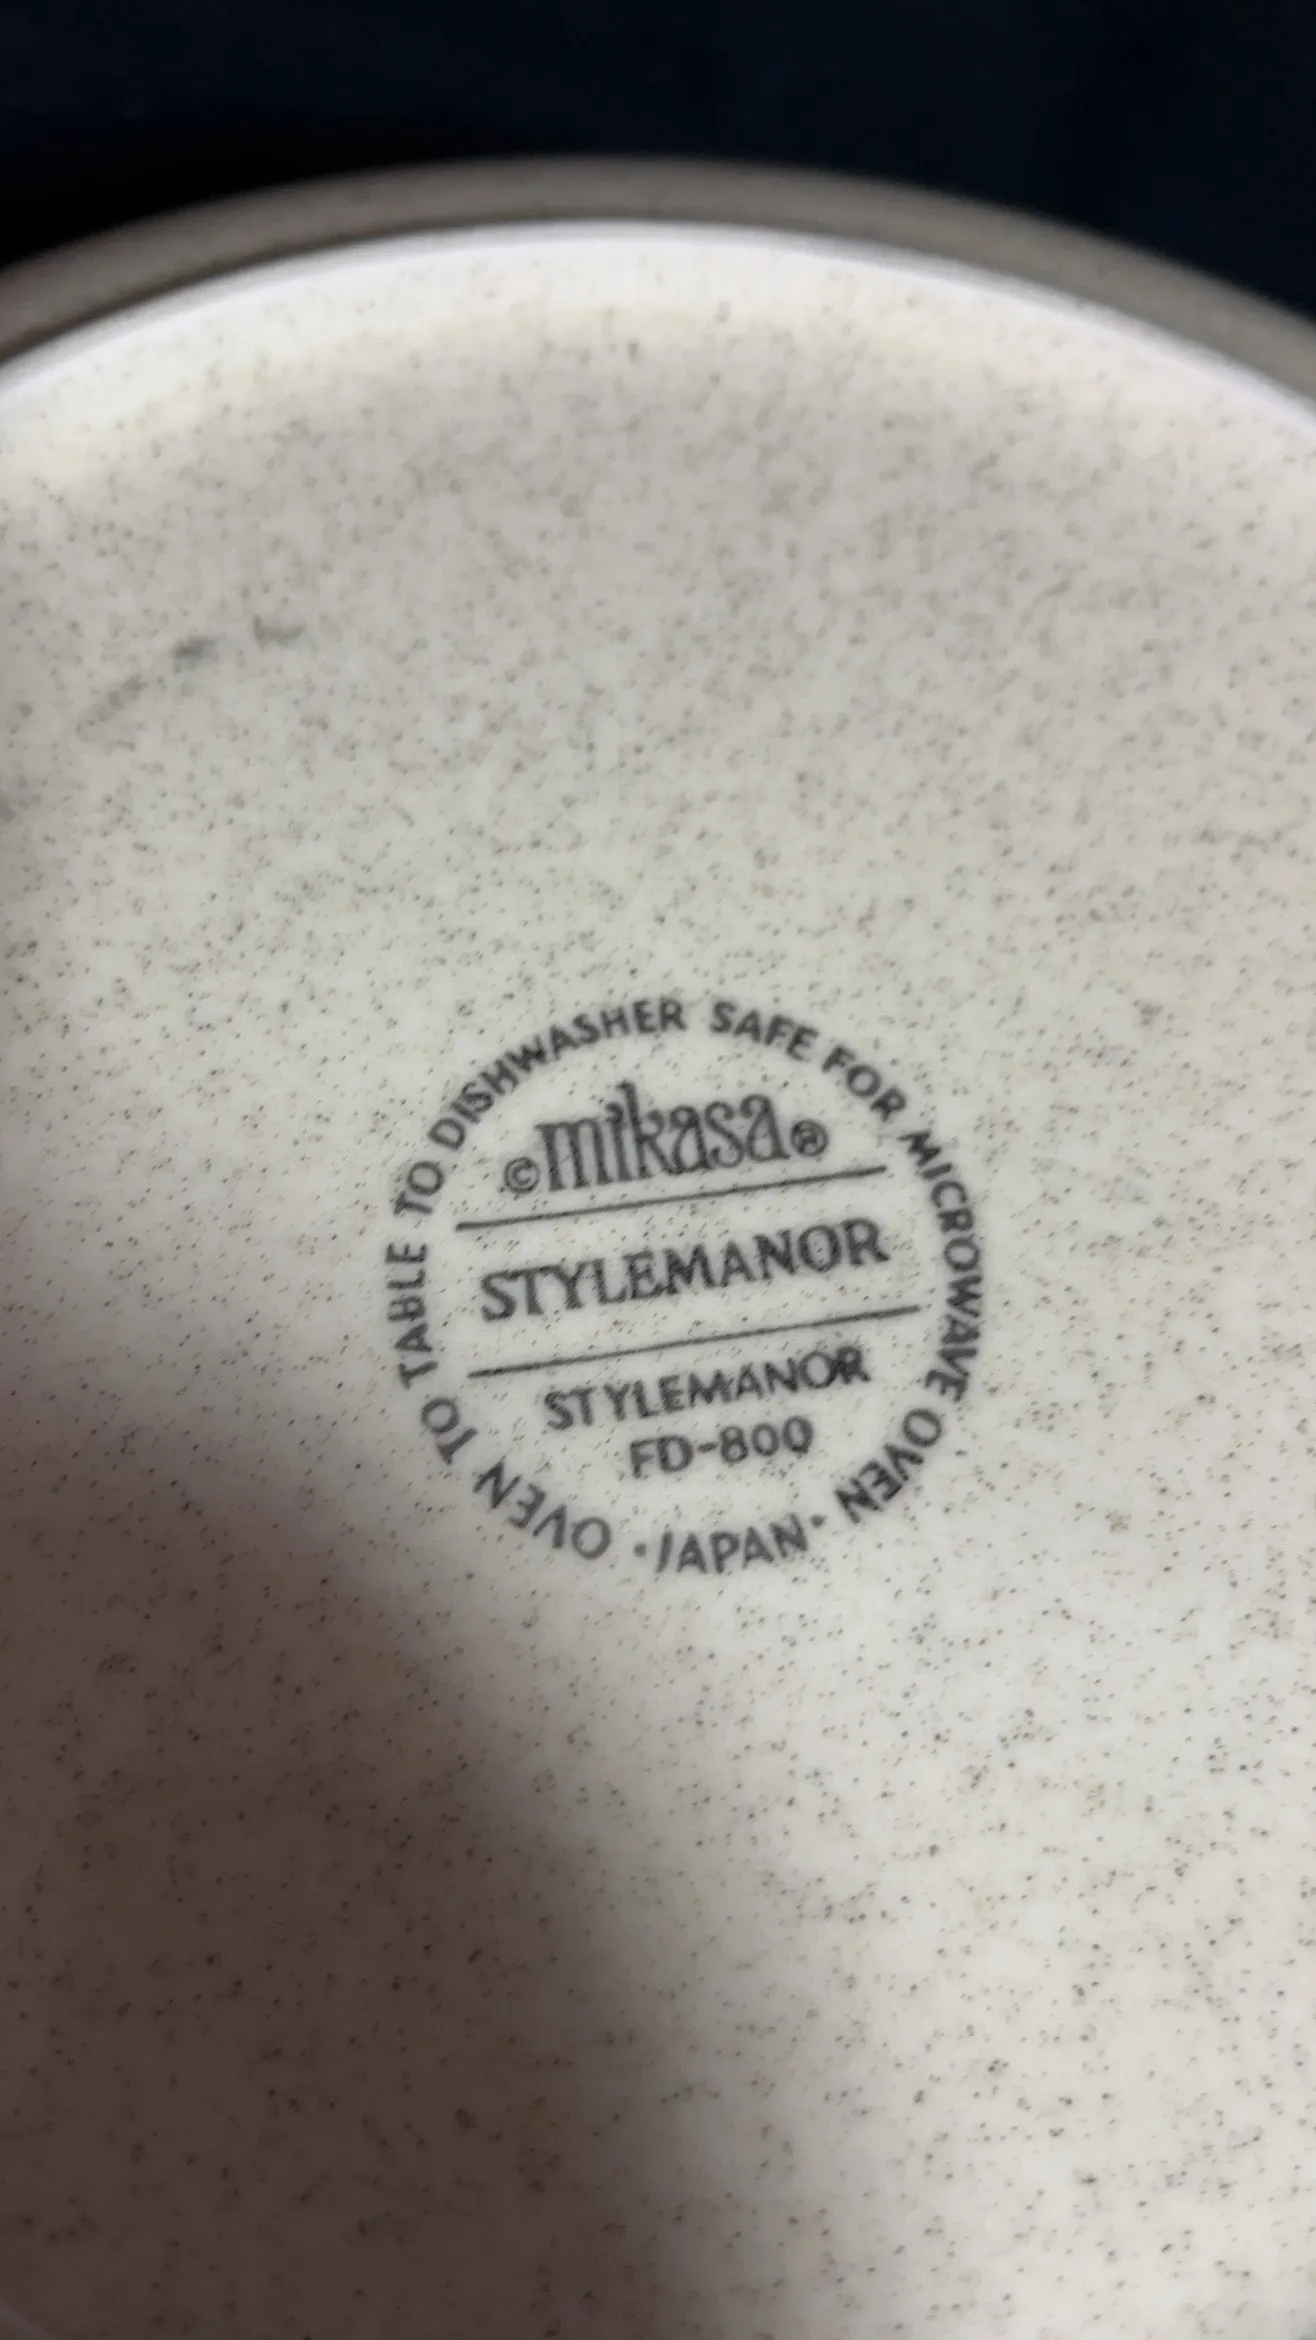 OVEN TO TABLE TO DISHWASHER SAFE FOR MICROWAVE OVEN
©mikasa®
STYLEMANOR
STYLEMANOR
FD-800
·JAPAN·